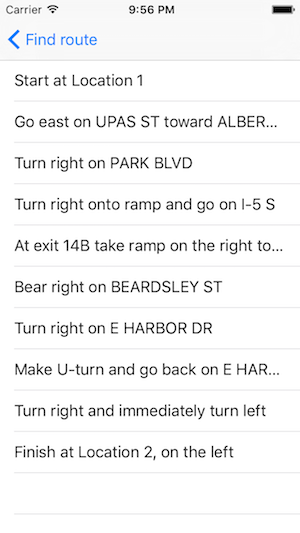 Carrier 9:56 PM
Find route
Start at Location 1
Go east on UPAS ST toward ALBER...
Turn right on PARK BLVD
Turn right onto ramp and go on I-5 S
At exit 14B take ramp on the right to...
Bear right on BEARDSLEY ST
Turn right on E HARBOR DR
Make U-turn and go back on E HAR...
Turn right and immediately turn left
Finish at Location 2, on the left